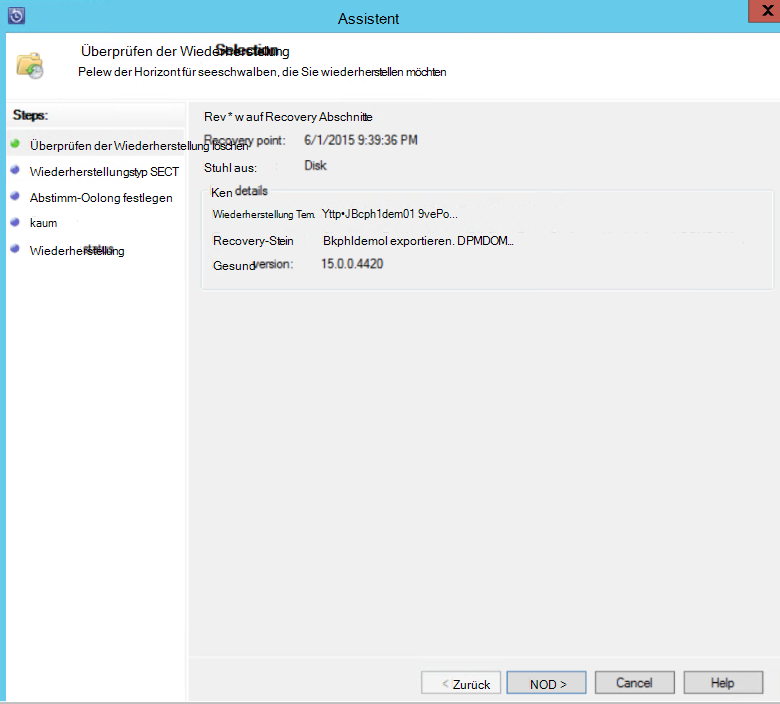 Assistent
Überprüfen der Wiederherstellung Selection
Pelew der Horizont für seeschwalben, die Sie wiederherstellen möchten
Steps:
Überprüfen der Wiederherstellung löschen
Wiederherstellungstyp SECT
Abstimm-Oolong festlegen
kaum
Wiederherstellung status
Rev * w auf Recovery Abschnitte
Recovery point: 6/1/2015 9:39:36 PM
Stuhl aus: Disk
Ken details
Wiederherstellung Tem. Yttp•JBcph1dem01 9vePo...
Recovery-Stein Bkphldemol exportieren. DPMDOM...
Gesund version: 15.0.0.4420
< Zurück
NOD >
Cancel
Help